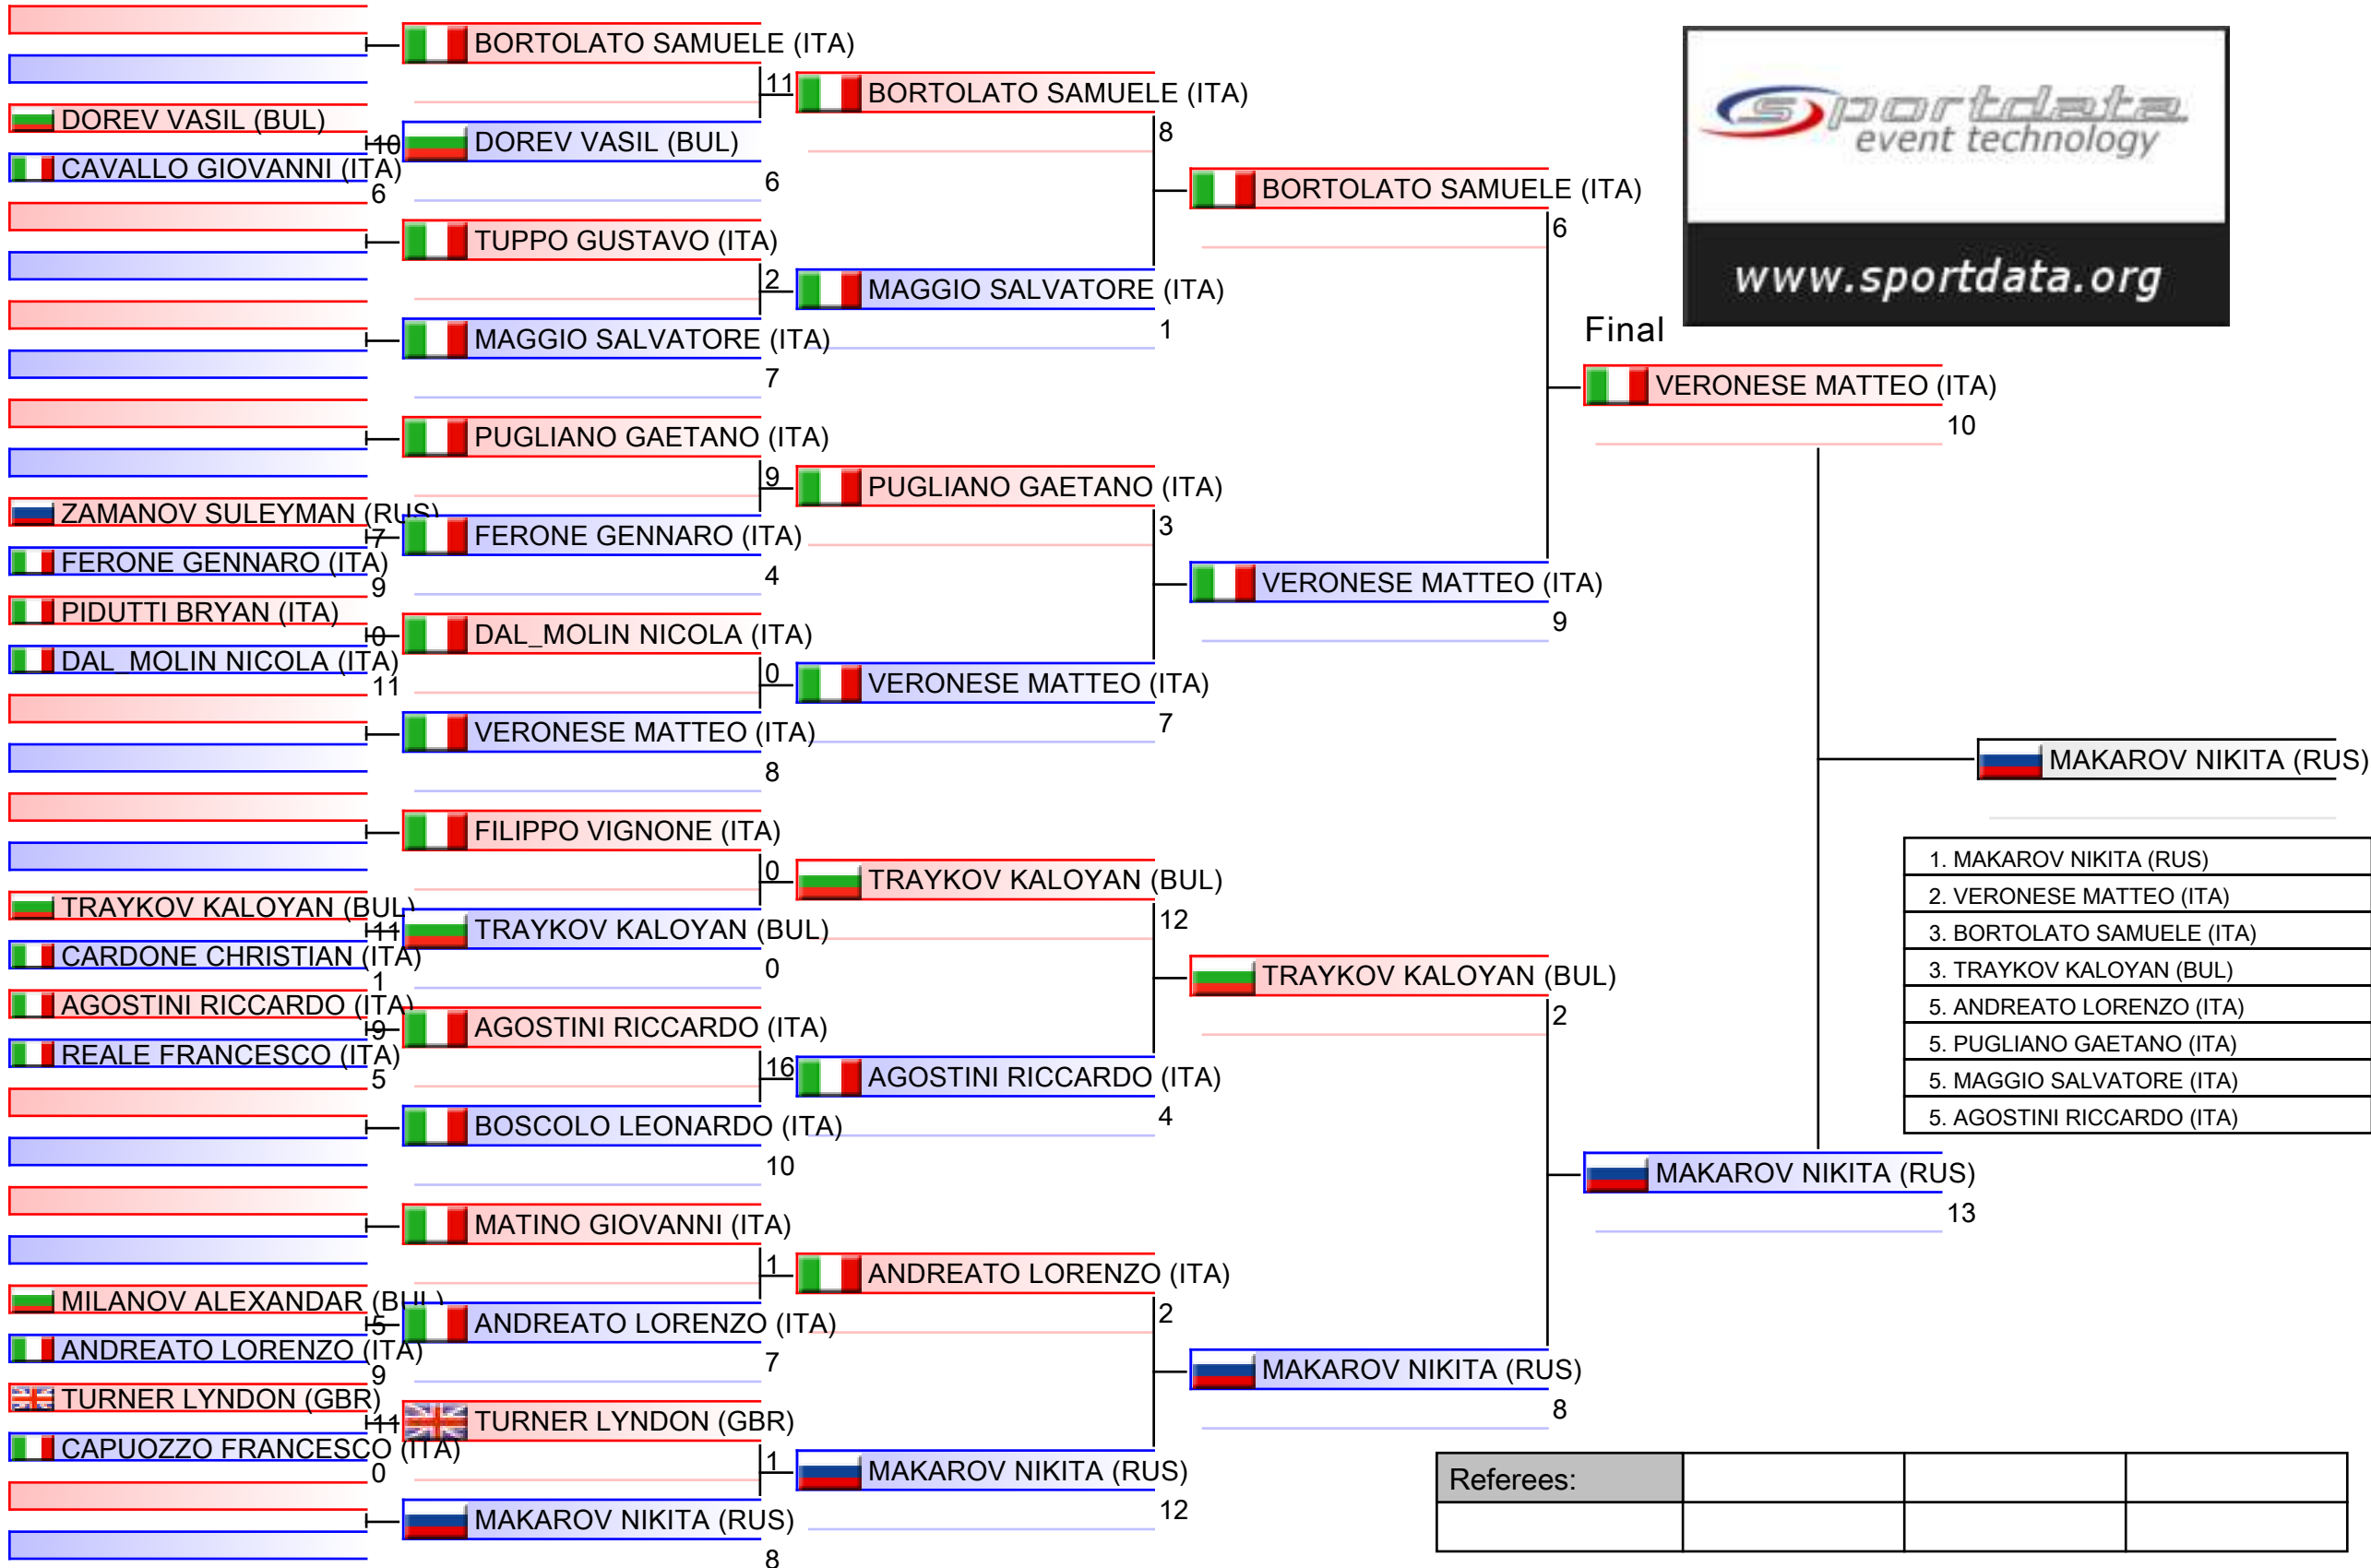 BORTOLATO SAMUELE (ITA)
11
DOREV VASIL (BUL)
10
CAVALLO GIOVANNI (ITA)
6
DOREV VASIL (BUL)
6
TUPPO GUSTAVO (ITA)
2
MAGGIO SALVATORE (ITA)
7
PUGLIANO GAETANO (ITA)
9
ZAMANOV SULEYMAN (RUS)
7
FERONE GENNARO (ITA)
9
FERONE GENNARO (ITA)
4
PIDUTTI BRYAN (ITA)
0
DAL_MOLIN NICOLA (ITA)
11
DAL_MOLIN NICOLA (ITA)
0
VERONESE MATTEO (ITA)
8
FILIPPO VIGNONE (ITA)
0
TRAYKOV KALOYAN (BUL)
11
CARDONE CHRISTIAN (ITA)
1
TRAYKOV KALOYAN (BUL)
0
AGOSTINI RICCARDO (ITA)
9
REALE FRANCESCO (ITA)
5
AGOSTINI RICCARDO (ITA)
16
BOSCOLO LEONARDO (ITA)
10
MATINO GIOVANNI (ITA)
1
MILANOV ALEXANDAR (BUL)
5
ANDREATO LORENZO (ITA)
9
ANDREATO LORENZO (ITA)
7
TURNER LYNDON (GBR)
11
CAPUOZZO FRANCESCO (ITA)
0
TURNER LYNDON (GBR)
1
MAKAROV NIKITA (RUS)
8
BORTOLATO SAMUELE (ITA)
8
MAGGIO SALVATORE (ITA)
1
PUGLIANO GAETANO (ITA)
3
VERONESE MATTEO (ITA)
7
TRAYKOV KALOYAN (BUL)
12
AGOSTINI RICCARDO (ITA)
4
ANDREATO LORENZO (ITA)
2
MAKAROV NIKITA (RUS)
12
BORTOLATO SAMUELE (ITA)
6
VERONESE MATTEO (ITA)
9
TRAYKOV KALOYAN (BUL)
2
MAKAROV NIKITA (RUS)
8
sportdata
event technology
www.sportdata.org
Final
VERONESE MATTEO (ITA)
10
MAKAROV NIKITA (RUS)
13
MAKAROV NIKITA (RUS)
1. MAKAROV NIKITA (RUS)
2. VERONESE MATTEO (ITA)
3. BORTOLATO SAMUELE (ITA)
3. TRAYKOV KALOYAN (BUL)
5. ANDREATO LORENZO (ITA)
5. PUGLIANO GAETANO (ITA)
5. MAGGIO SALVATORE (ITA)
5. AGOSTINI RICCARDO (ITA)
Referees: